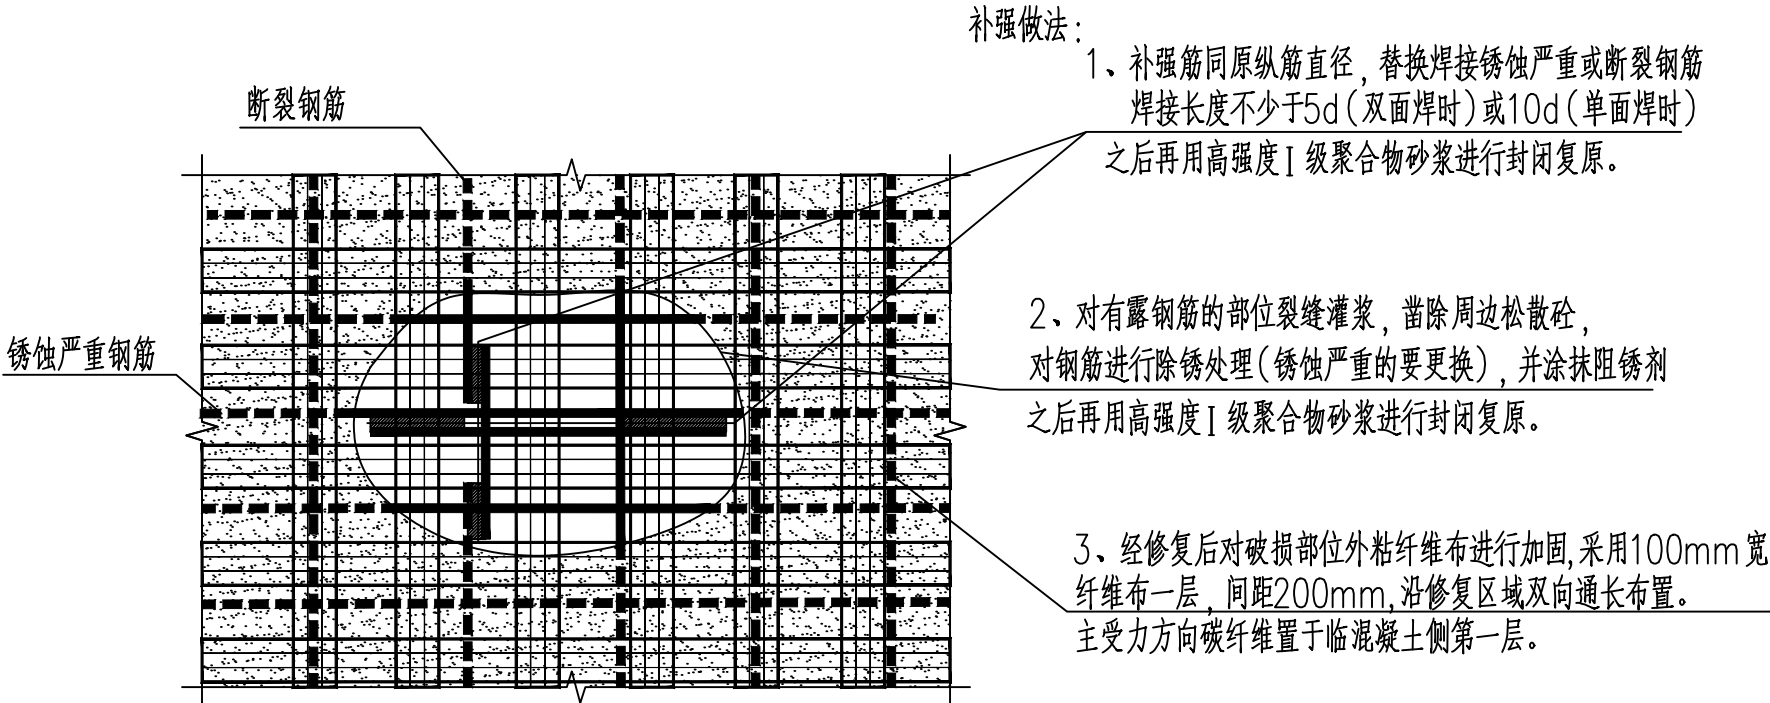 补强做法：
1、补强筋同原纵筋直径，替换焊接锈蚀严重或断裂钢筋
焊接长度不少于5d（双面焊时）或10d（单面焊时）
之后再用高强度I级聚合物砂浆进行封闭复原。
断裂钢筋
2、对有露钢筋的部位裂缝灌浆，凿除周边松散砼，
对钢筋进行除锈处理（锈蚀严重的要更换），并涂抹阻锈剂
之后再用高强度I级聚合物砂浆进行封闭复原。
锈蚀严重钢筋
3、经修复后对破损部位外粘纤维布进行加固，采用100mm宽
纤维布一层，间距200mm，沿修复区域双向通长布置。
主受力方向碳纤维置于临混凝土侧第一层。